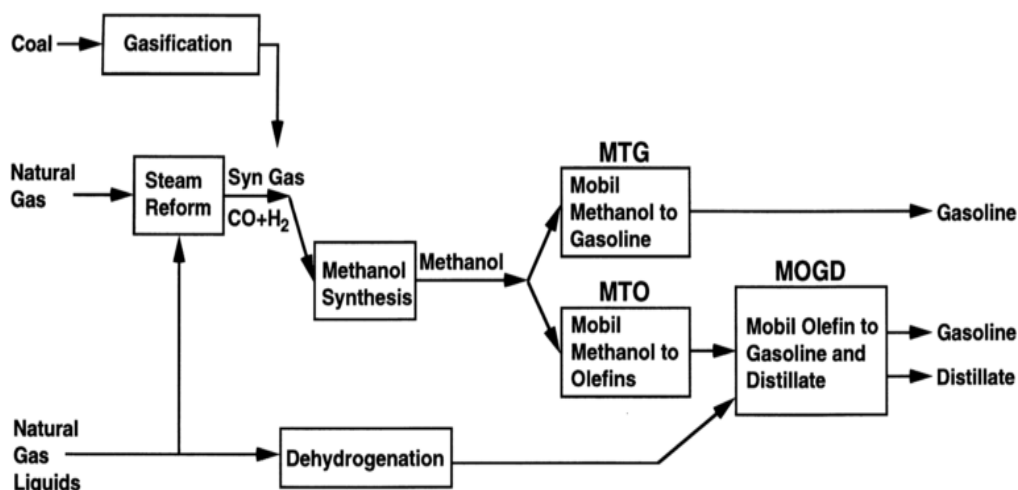 Coal
Gasification
Natural
Gas
Steam
Reform
Syn Gas
CO+H₂
Methanol
Synthesis
Methanol
MTG
Mobil
Methanol to
Gasoline
Gasoline
MTO
Mobil
Methanol to
Olefins
MOGD
Mobil Olefin to
Gasoline and
Distillate
Gasoline
Distillate
Natural
Gas
Liquids
Dehydrogenation